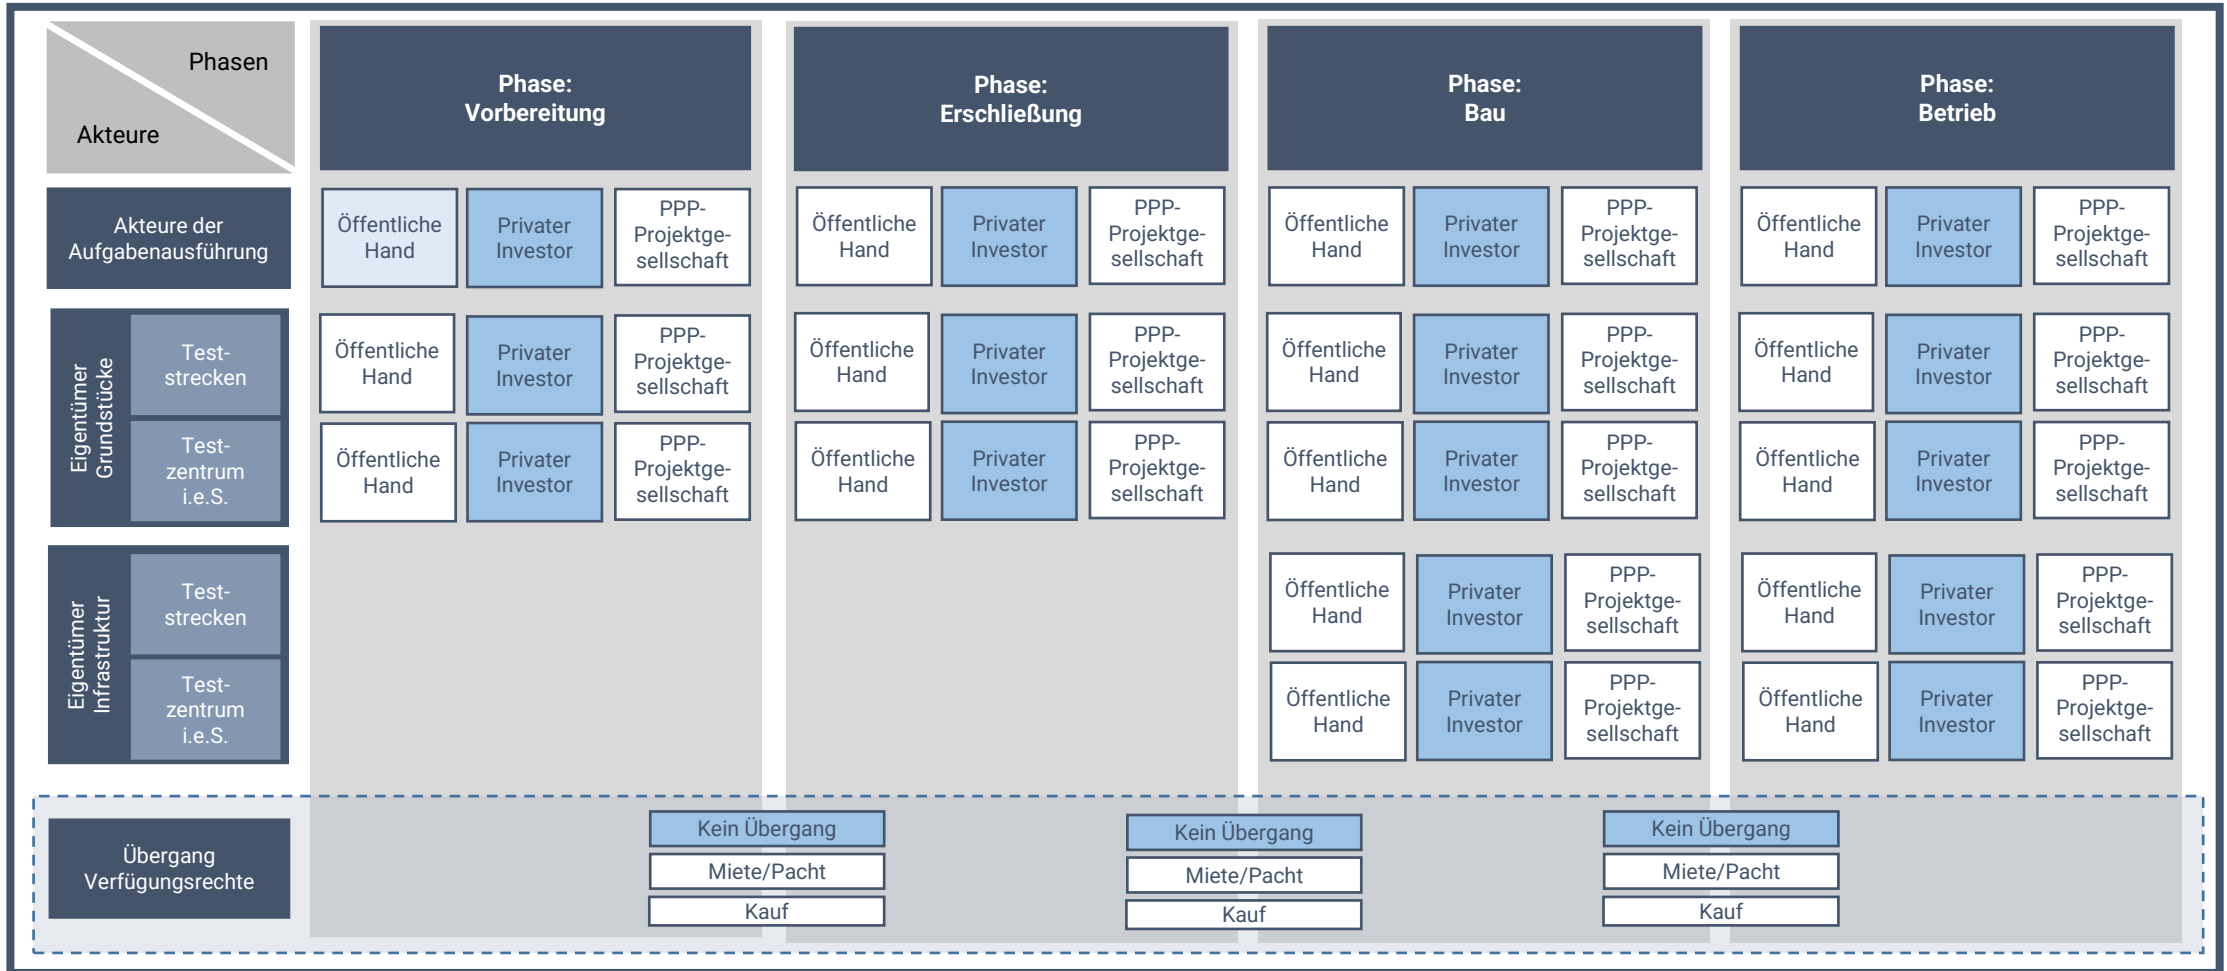 Phasen
Akteure
Phase:
Vorbereitung
Phase:
Erschließung
Phase:
Bau
Phase:
Betrieb
Akteure der
Aufgabenausführung
Öffentliche
Hand
Privater
Investor
PPP-
Projektge-
sellschaft
Öffentliche
Hand
Privater
Investor
PPP-
Projektge-
sellschaft
Öffentliche
Hand
Privater
Investor
PPP-
Projektge-
sellschaft
Öffentliche
Hand
Privater
Investor
PPP-
Projektge-
sellschaft
Eigentümer
Grundstücke
Test-
strecken
Öffentliche
Hand
Privater
Investor
PPP-
Projektge-
sellschaft
Öffentliche
Hand
Privater
Investor
PPP-
Projektge-
sellschaft
Öffentliche
Hand
Privater
Investor
PPP-
Projektge-
sellschaft
Öffentliche
Hand
Privater
Investor
PPP-
Projektge-
sellschaft
Test-
zentrum
i.e.S.
Öffentliche
Hand
Privater
Investor
PPP-
Projektge-
sellschaft
Öffentliche
Hand
Privater
Investor
PPP-
Projektge-
sellschaft
Öffentliche
Hand
Privater
Investor
PPP-
Projektge-
sellschaft
Öffentliche
Hand
Privater
Investor
PPP-
Projektge-
sellschaft
Eigentümer
Infrastruktur
Test-
strecken
Öffentliche
Hand
Privater
Investor
PPP-
Projektge-
sellschaft
Öffentliche
Hand
Privater
Investor
PPP-
Projektge-
sellschaft
Test-
zentrum
i.e.S.
Öffentliche
Hand
Privater
Investor
PPP-
Projektge-
sellschaft
Öffentliche
Hand
Privater
Investor
PPP-
Projektge-
sellschaft
Übergang
Verfügungsrechte
Kein Übergang
Miete/Pacht
Kauf
Kein Übergang
Miete/Pacht
Kauf
Kein Übergang
Miete/Pacht
Kauf